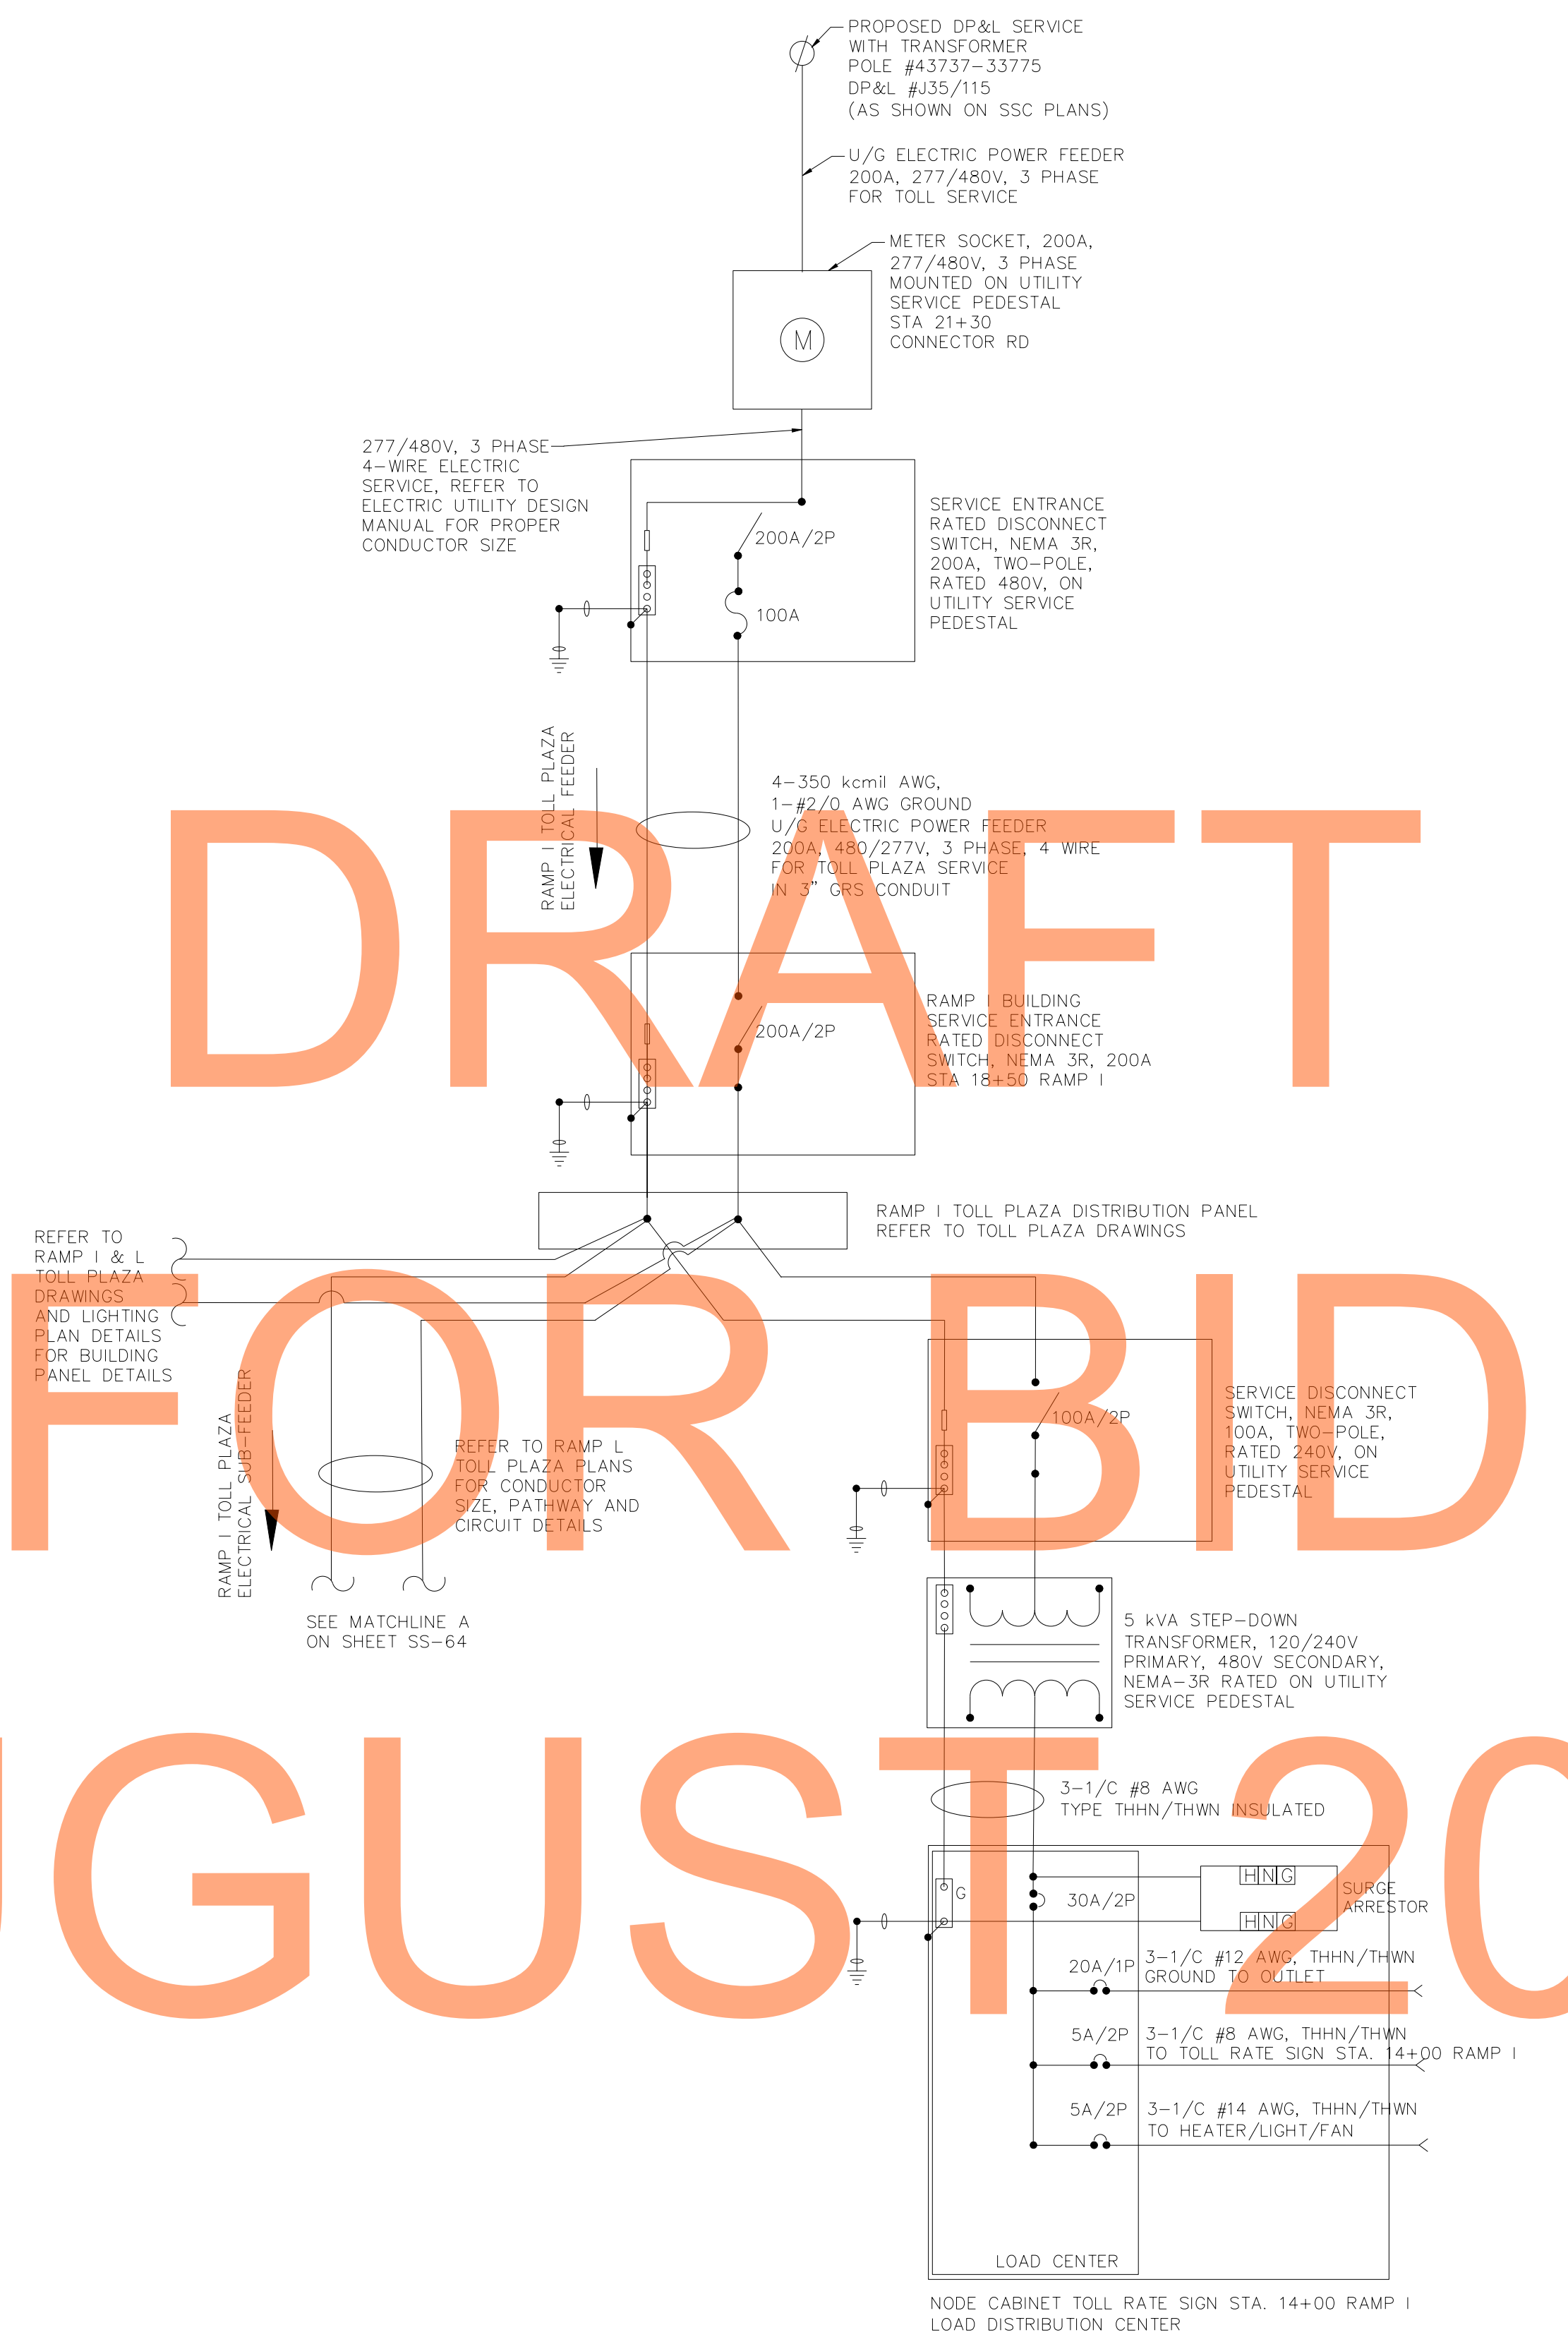 PROPOSED DP&L SERVICE
WITH TRANSFORMER
POLE #43737-33775
DP&L #J35/115
(AS SHOWN ON SSC PLANS)
U/G ELECTRIC POWER FEEDER
200A, 277/480V, 3 PHASE
FOR TOLL SERVICE
METER SOCKET, 200A,
277/480V, 3 PHASE
MOUNTED ON UTILITY
SERVICE PEDESTAL
STA 21+30
CONNECTOR RD
M
277/480V, 3 PHASE
4-WIRE ELECTRIC
SERVICE, REFER TO
ELECTRIC UTILITY DESIGN
MANUAL FOR PROPER
CONDUCTOR SIZE
200A/2P
100A
SERVICE ENTRANCE
RATED DISCONNECT
SWITCH, NEMA 3R,
200A, TWO-POLE,
RATED 480V, ON
UTILITY SERVICE
PEDESTAL
RAMP I TOLL PLAZA
ELECTRICAL FEEDER
4-350 kcmil AWG,
1-#2/0 AWG GROUND
U/G ELECTRIC POWER FEEDER
200A, 480/277V, 3 PHASE, 4 WIRE
FOR TOLL PLAZA SERVICE
IN 3" GRS CONDUIT
DRAFT
200A/2P
RAMP I BUILDING
SERVICE ENTRANCE
RATED DISCONNECT
SWITCH, NEMA 3R, 200A
STA 18+50 RAMP I
RAMP I TOLL PLAZA DISTRIBUTION PANEL
REFER TO TOLL PLAZA DRAWINGS
REFER TO
RAMP I & L
TOLL PLAZA
DRAWINGS
AND LIGHTING
PLAN DETAILS
FOR BUILDING
PANEL DETAILS
FOR BID
RAMP I TOLL PLAZA
ELECTRICAL SUB-FEEDER
REFER TO RAMP L
TOLL PLAZA PLANS
FOR CONDUCTOR
SIZE, PATHWAY AND
CIRCUIT DETAILS
SEE MATCHLINE A
ON SHEET SS-64
100A/2P
SERVICE DISCONNECT
SWITCH, NEMA 3R,
100A, TWO-POLE,
RATED 240V, ON
UTILITY SERVICE
PEDESTAL
5 kVA STEP-DOWN
TRANSFORMER, 120/240V
PRIMARY, 480V SECONDARY,
NEMA-3R RATED ON UTILITY
SERVICE PEDESTAL
UGUST 20
3-1/C #8 AWG
TYPE THHN/THWN INSULATED
G
30A/2P
H N G
H N G
SURGE
ARRESTOR
20A/1P
3-1/C #12 AWG, THHN/THWN
GROUND TO OUTLET
5A/2P
3-1/C #8 AWG, THHN/THWN
TO TOLL RATE SIGN STA. 14+00 RAMP I
5A/2P
3-1/C #14 AWG, THHN/THWN
TO HEATER/LIGHT/FAN
LOAD CENTER
NODE CABINET TOLL RATE SIGN STA. 14+00 RAMP I
LOAD DISTRIBUTION CENTER